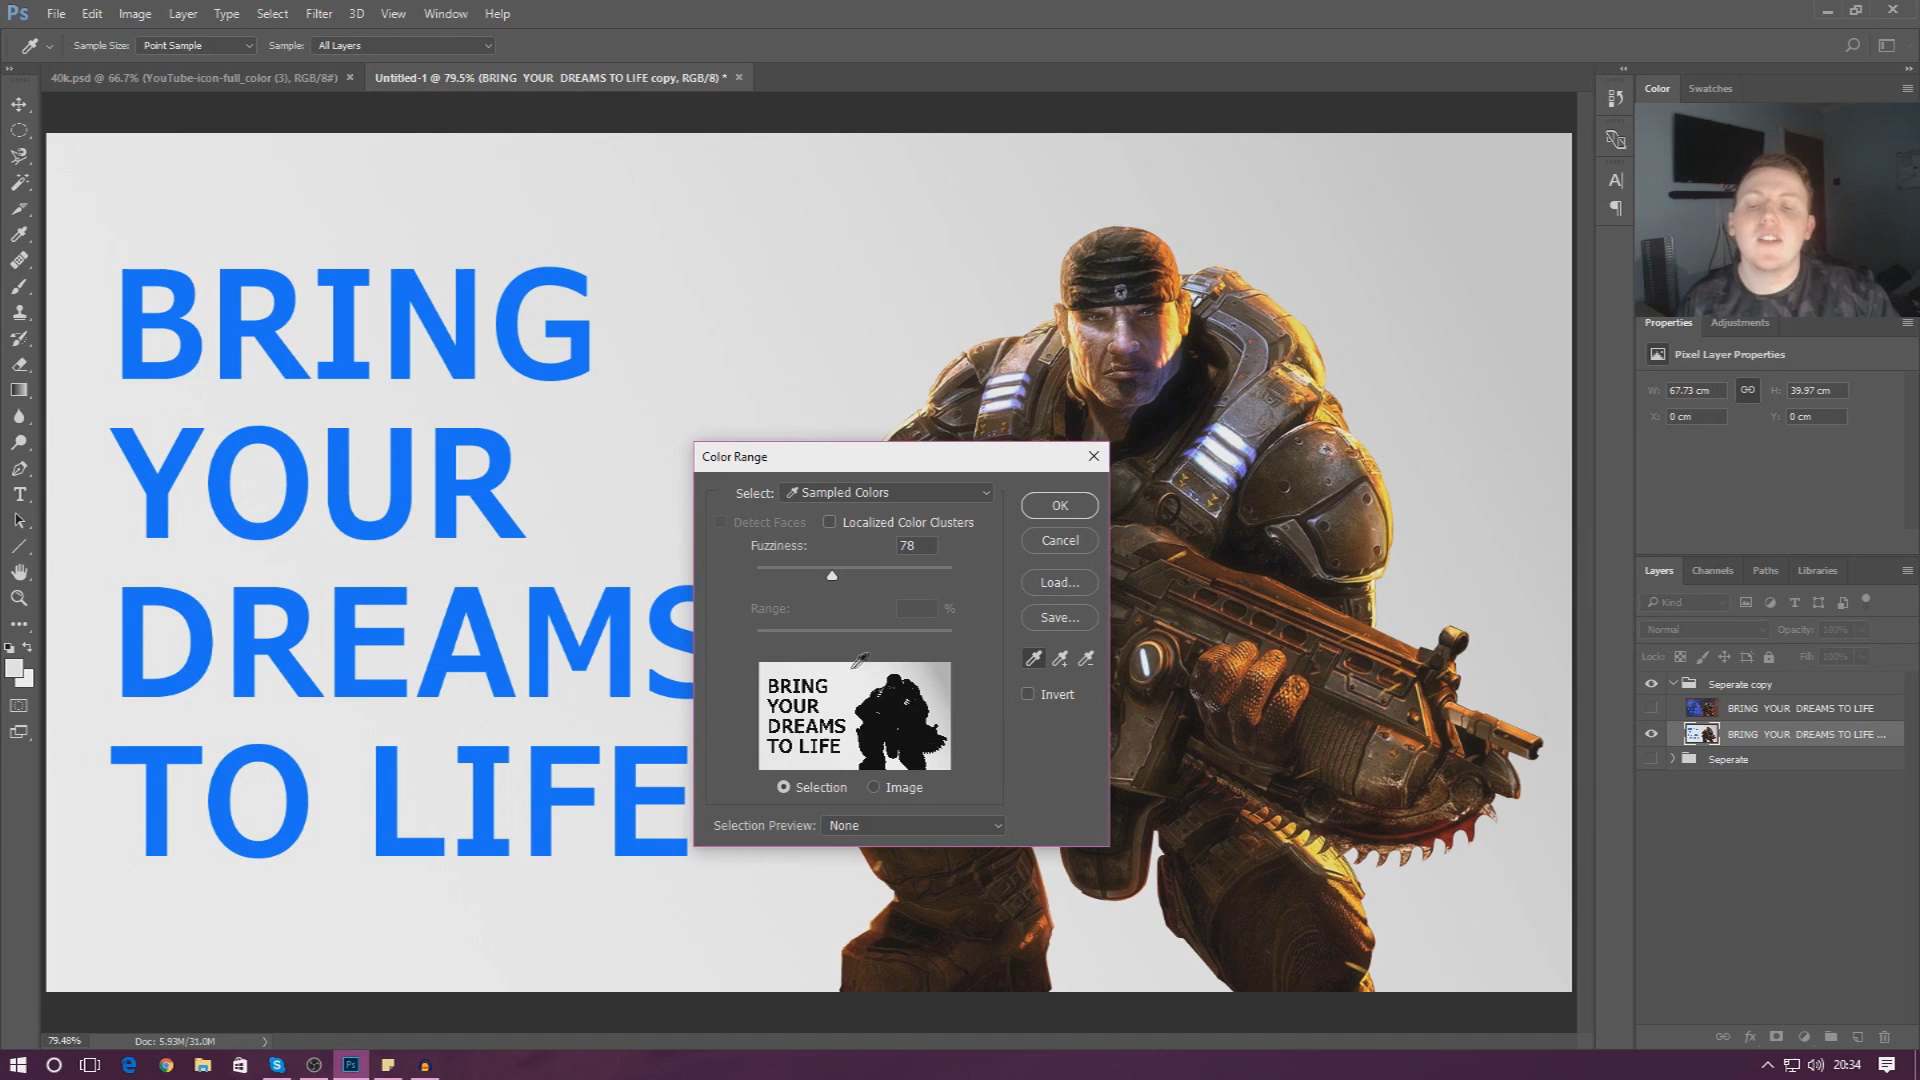 Ps File Edit Image Layer Type Select Filter 3D View Window Help
Sample Size: Point Sample Sample: All Layers
40k.psd @ 66.7% (YouTube-icon-full_color (3), RGB/8#) Untitled-1 @ 79.5% (BRING YOUR DREAMS TO LIFE copy, RGB/8) *
Color Swatches
BRING
YOUR
DREAMS
TO LIFE
Color Range
Select: Sampled Colors
Detect Faces Localized Color Clusters
Fuzziness: 78
Range: %
BRING
YOUR
DREAMS
TO LIFE
Selection Image
Selection Preview: None
OK
Cancel
Load...
Save...
Invert
Properties Adjustments
Pixel Layer Properties
W: 67.73 cm H: 39.97 cm
X: 0 cm Y: 0 cm
Layers Channels Paths Libraries
Kind
Normal Opacity: 100%
Lock: Fill: 100%
Seperate copy
BRING YOUR DREAMS TO LIFE
BRING YOUR DREAMS TO LIFE ...
Seperate
fx
79.48% Doc: 5.93M/31.0M
20:34